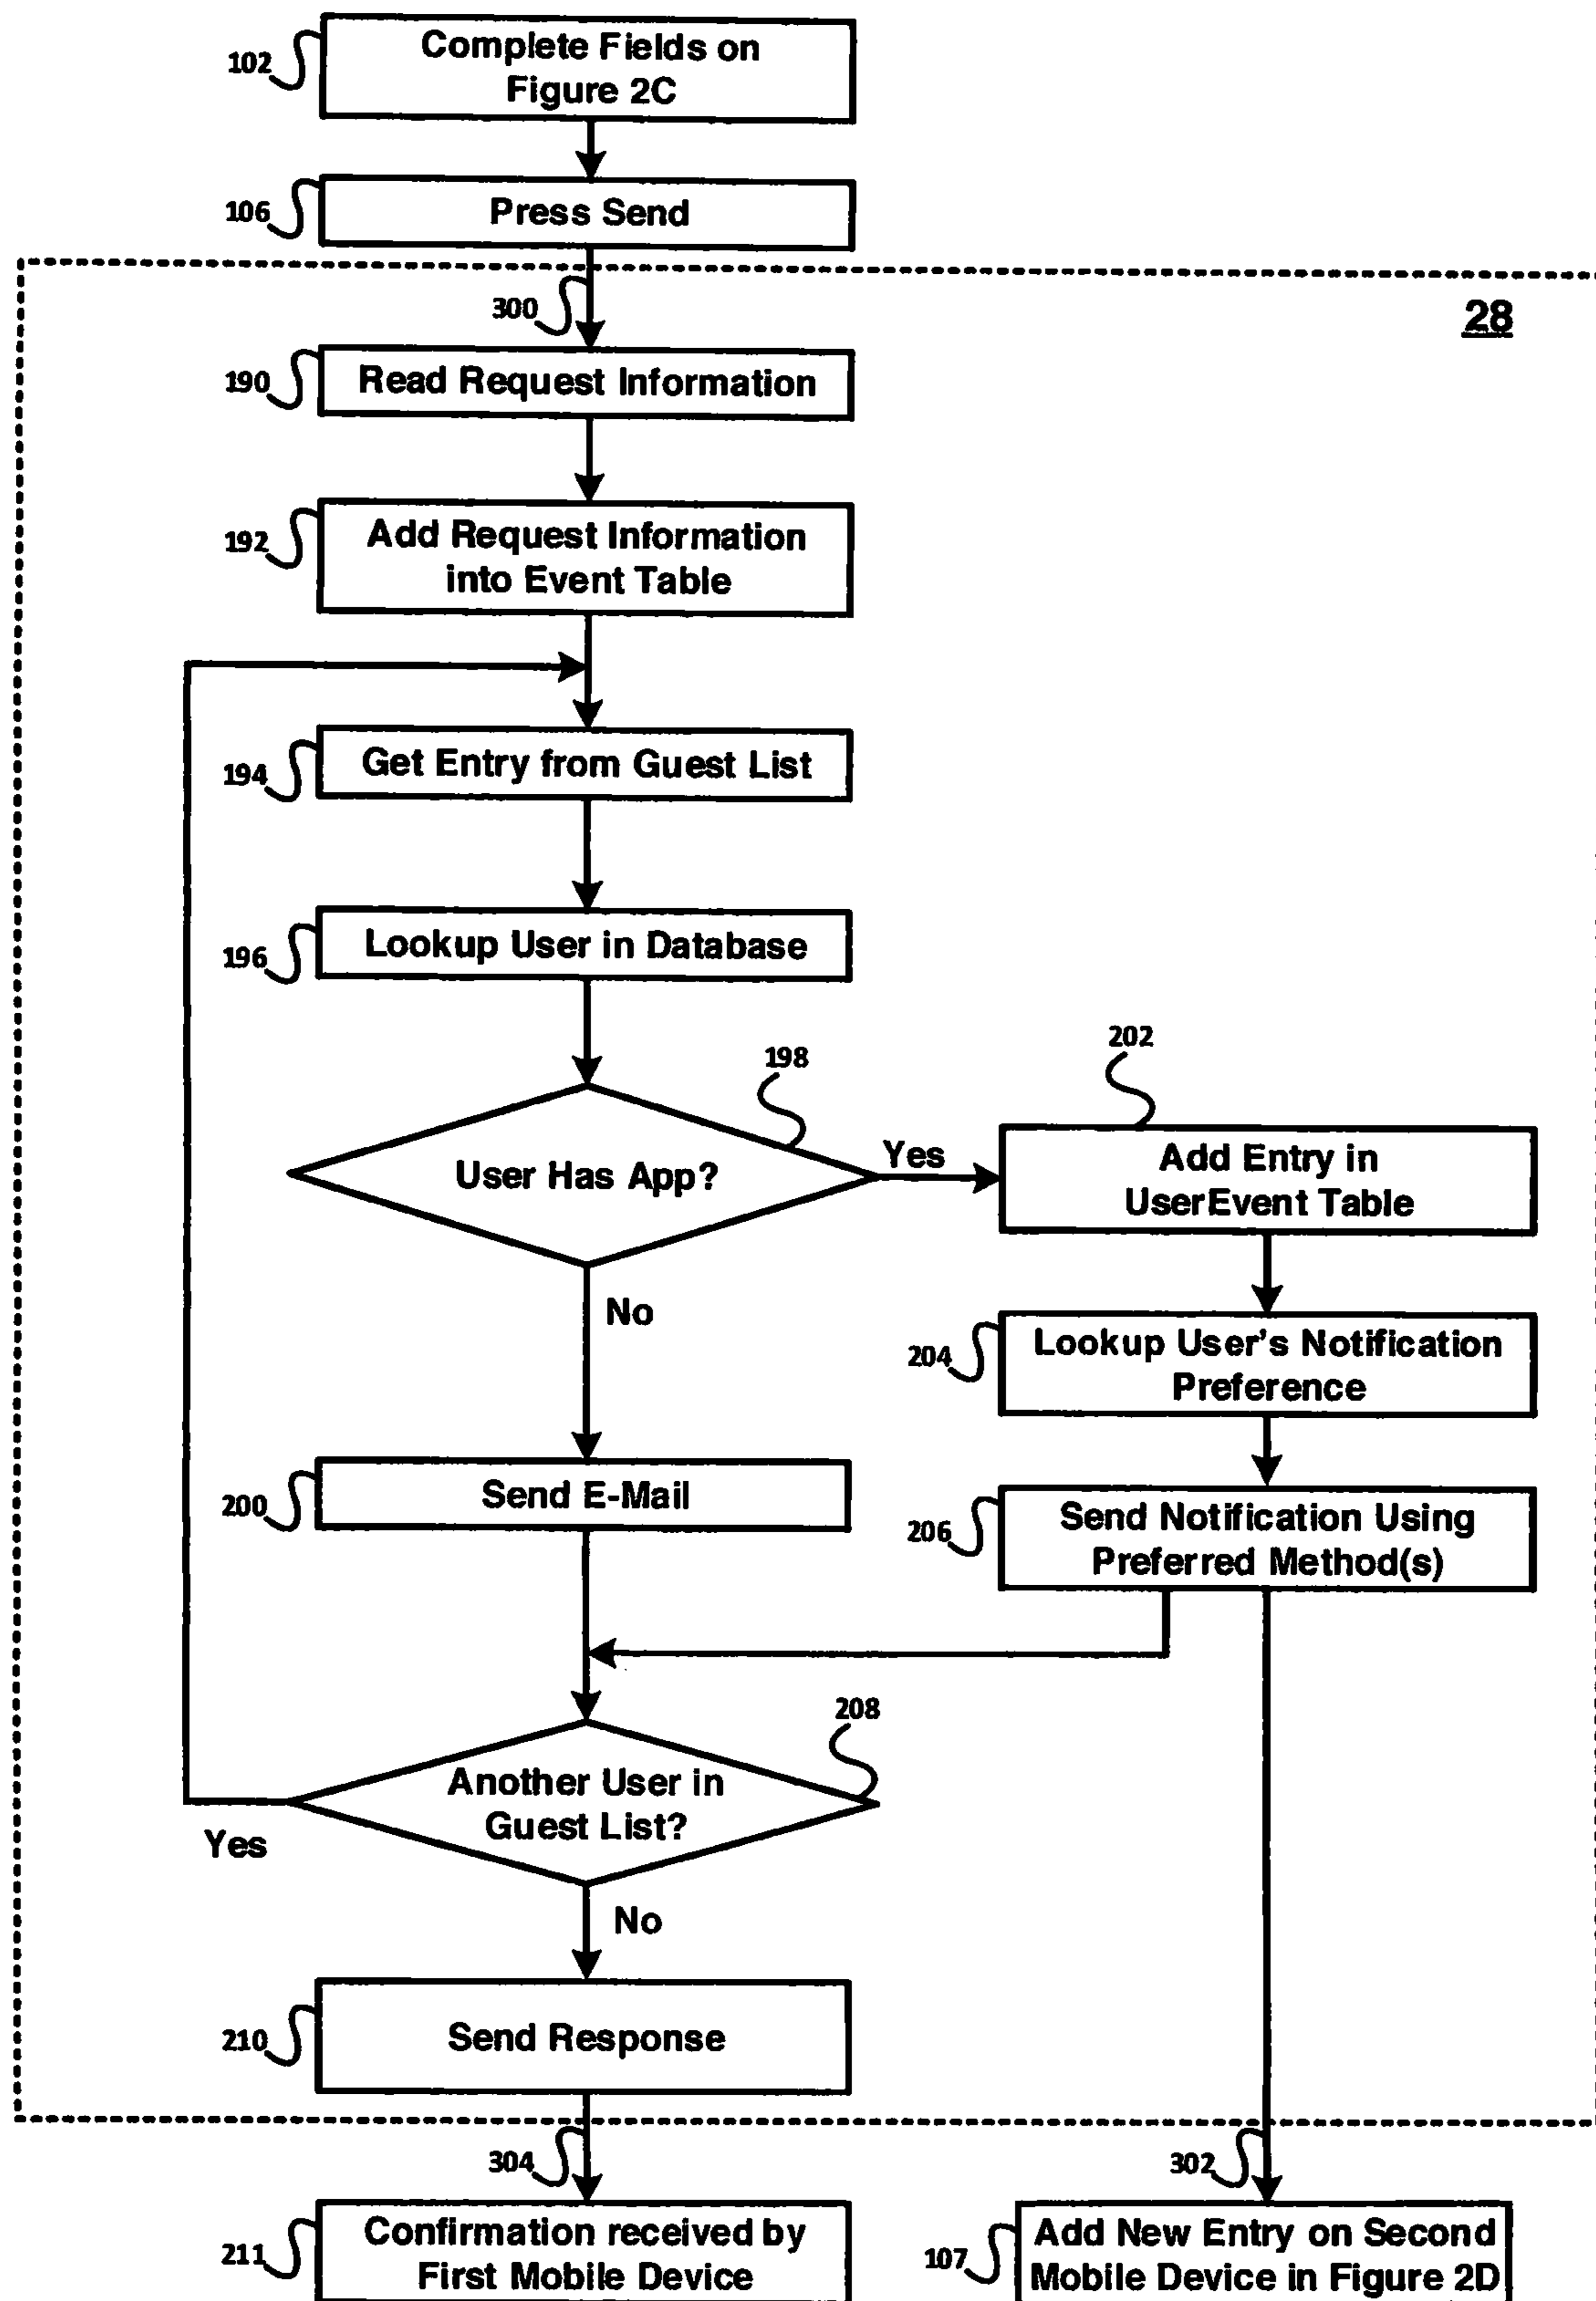 102
Complete Fields on
Figure 2C
106
Press Send
300
28
190
Read Request Information
192
Add Request Information
into Event Table
194
Get Entry from Guest List
196
Lookup User in Database
198
202
User Has App?
Yes
Add Entry in
UserEvent Table
No
204
Lookup User's Notification
Preference
200
Send E-Mail
206
Send Notification Using
Preferred Method(s)
208
Another User in
Guest List?
Yes
No
210
Send Response
304
302
211
Confirmation received by
First Mobile Device
107
Add New Entry on Second
Mobile Device in Figure 2D